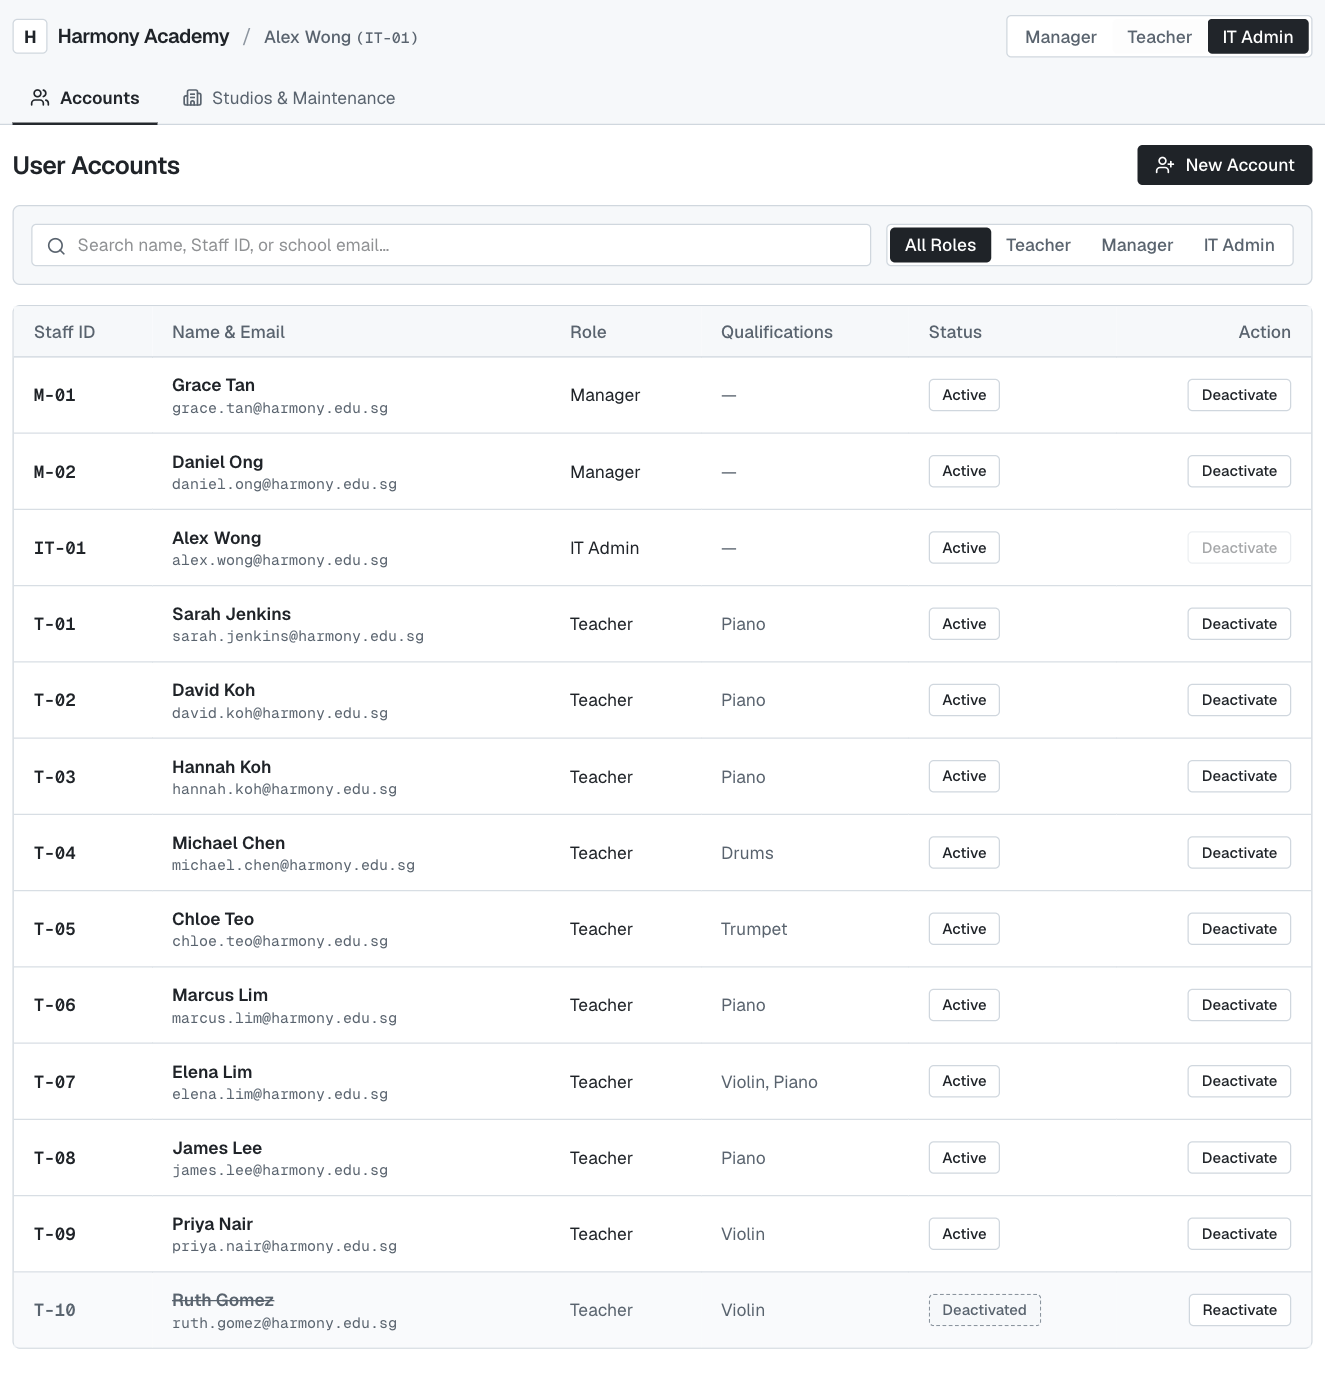 H Harmony Academy / Alex Wong (IT-01) Manager Teacher IT Admin
Accounts Studios & Maintenance
User Accounts New Account
Search name, Staff ID, or school email... All Roles Teacher Manager IT Admin
Staff ID Name & Email Role Qualifications Status Action
M-01 Grace Tan Manager — Active Deactivate
grace.tan@harmony.edu.sg
M-02 Daniel Ong Manager — Active Deactivate
daniel.ong@harmony.edu.sg
IT-01 Alex Wong IT Admin — Active Deactivate
alex.wong@harmony.edu.sg
T-01 Sarah Jenkins Teacher Piano Active Deactivate
sarah.jenkins@harmony.edu.sg
T-02 David Koh Teacher Piano Active Deactivate
david.koh@harmony.edu.sg
T-03 Hannah Koh Teacher Piano Active Deactivate
hannah.koh@harmony.edu.sg
T-04 Michael Chen Teacher Drums Active Deactivate
michael.chen@harmony.edu.sg
T-05 Chloe Teo Teacher Trumpet Active Deactivate
chloe.teo@harmony.edu.sg
T-06 Marcus Lim Teacher Piano Active Deactivate
marcus.lim@harmony.edu.sg
T-07 Elena Lim Teacher Violin, Piano Active Deactivate
elena.lim@harmony.edu.sg
T-08 James Lee Teacher Piano Active Deactivate
james.lee@harmony.edu.sg
T-09 Priya Nair Teacher Violin Active Deactivate
priya.nair@harmony.edu.sg
T-10 Ruth Gomez Teacher Violin Deactivated Reactivate
ruth.gomez@harmony.edu.sg